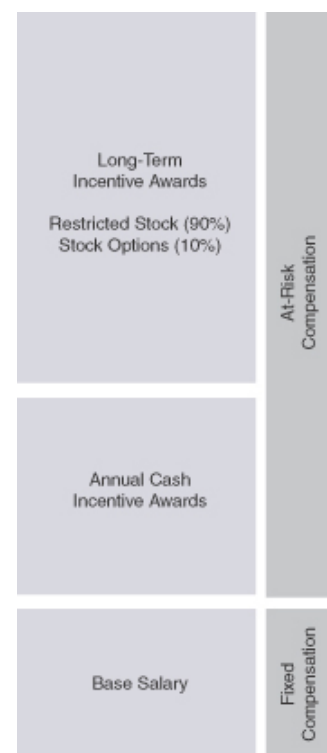 Long-Term
Incentive Awards
Restricted Stock (90%)
Stock Options (10%)
At-Risk
Compensation
Annual Cash
Incentive Awards
Base Salary
Fixed
Compensation